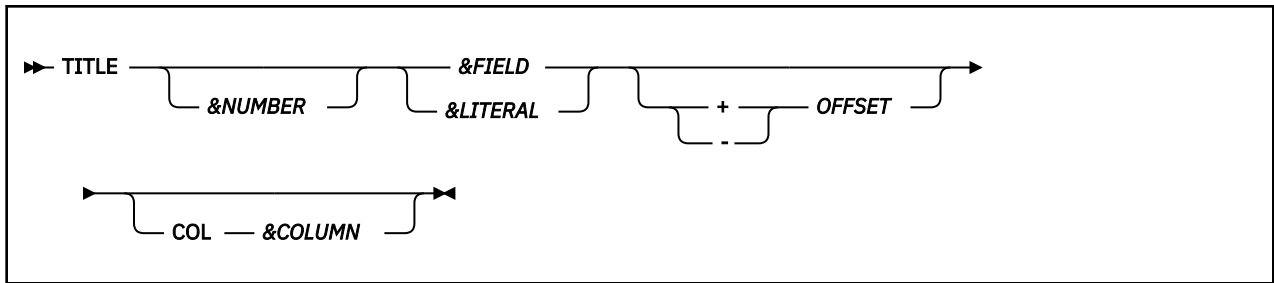 TITLE &FIELD
&NUMBER &LITERAL + OFFSET
-
COL &COLUMN